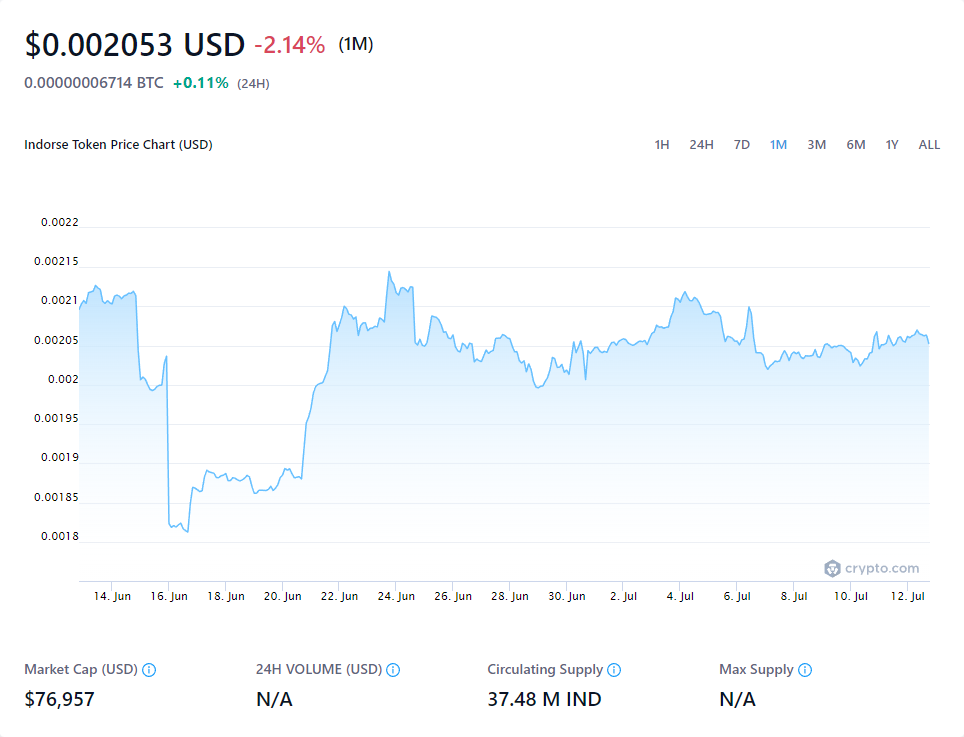 $0.002053 USD -2.14% (1M)
0.00000006714 BTC +0.11% (24H)
Indorse Token Price Chart (USD) 1H 24H 7D 1M 3M 6M 1Y ALL
0.0022
0.00215
0.0021
0.00205
0.002
0.00195
0.0019
0.00185
0.0018
crypto.com
14. Jun 16. Jun 18. Jun 20. Jun 22. Jun 24. Jun 26. Jun 28. Jun 30. Jun 2. Jul 4. Jul 6. Jul 8. Jul 10. Jul 12. Jul
Market Cap (USD) 24H VOLUME (USD) Circulating Supply Max Supply
$76,957 N/A 37.48 M IND N/A